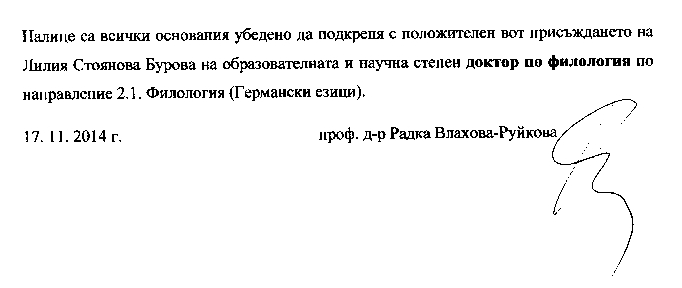 Налице са всички основания убедено да подкрепя с положителен вот присъждането на
Лилия Стоянова Бурова на образователната и научна степен доктор по филология по
направление 2.1. Филология (Германски езици).
17. 11. 2014 г. проф. д-р Радка Влахова-Руйкова